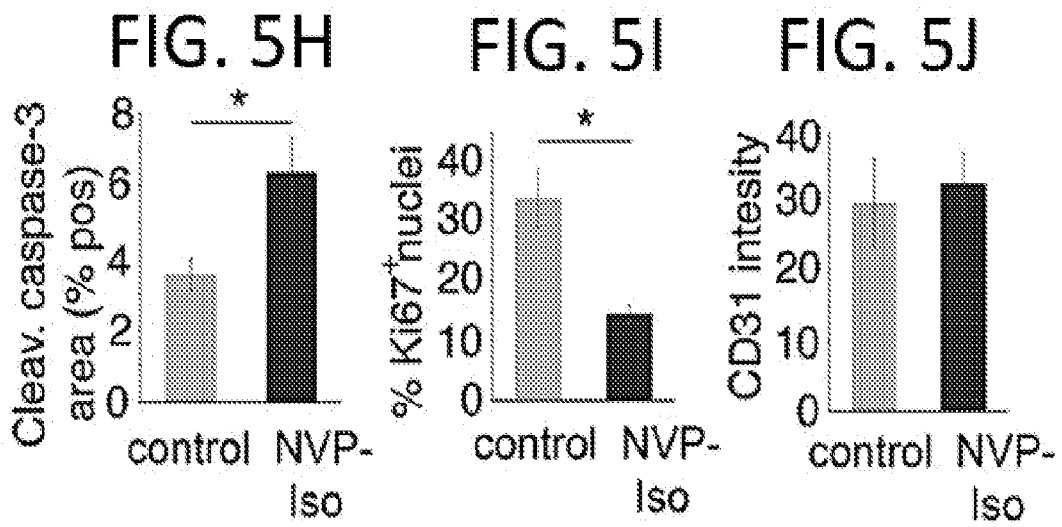 FIG. 5H
Cleav. caspase-3
area (% pos)
8
6
4
2
0
*
control NVP-
Iso
FIG. 5I
% Ki67+nuclei
40
30
20
10
0
*
control NVP-
Iso
FIG. 5J
CD31 intesity
40
30
20
10
0
control NVP-
Iso